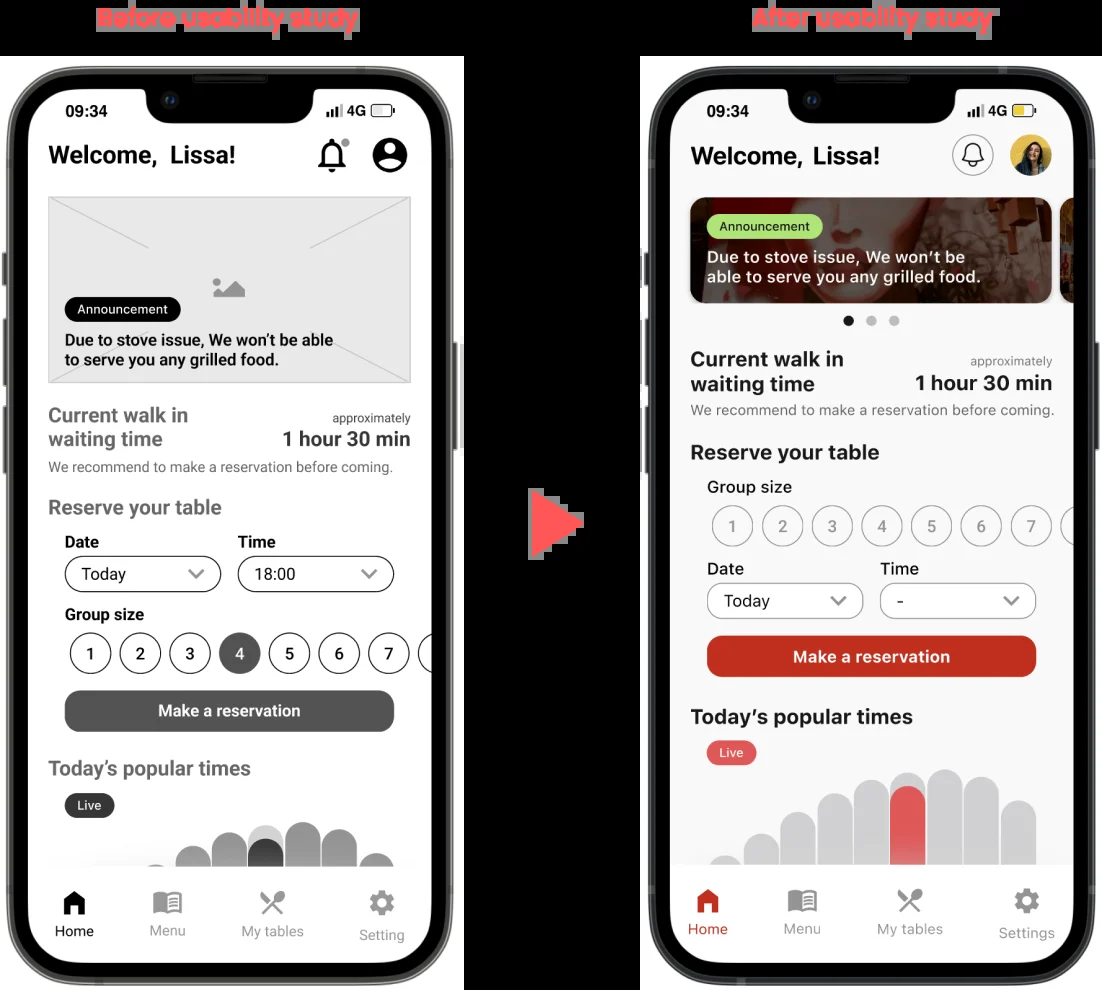 Before usability study
After usability study
09:34
4G
Welcome, Lissa!
Announcement
Due to stove issue, We won't be able
to serve you any grilled food.
Current walk in
waiting time
approximately
1 hour 30 min
We recommend to make a reservation before coming.
Reserve your table
Date
Time
Today
18:00
Group size
1 2 3 4 5 6 7
Make a reservation
Today's popular times
Live
Home
Menu
My tables
Setting
09:34
4G
Welcome, Lissa!
Announcement
Due to stove issue, We won't be
able to serve you any grilled food.
Current walk in
waiting time
approximately
1 hour 30 min
We recommend to make a reservation before coming.
Reserve your table
Group size
1 2 3 4 5 6 7
Date
Time
Today
-
Make a reservation
Today's popular times
Live
Home
Menu
My tables
Settings